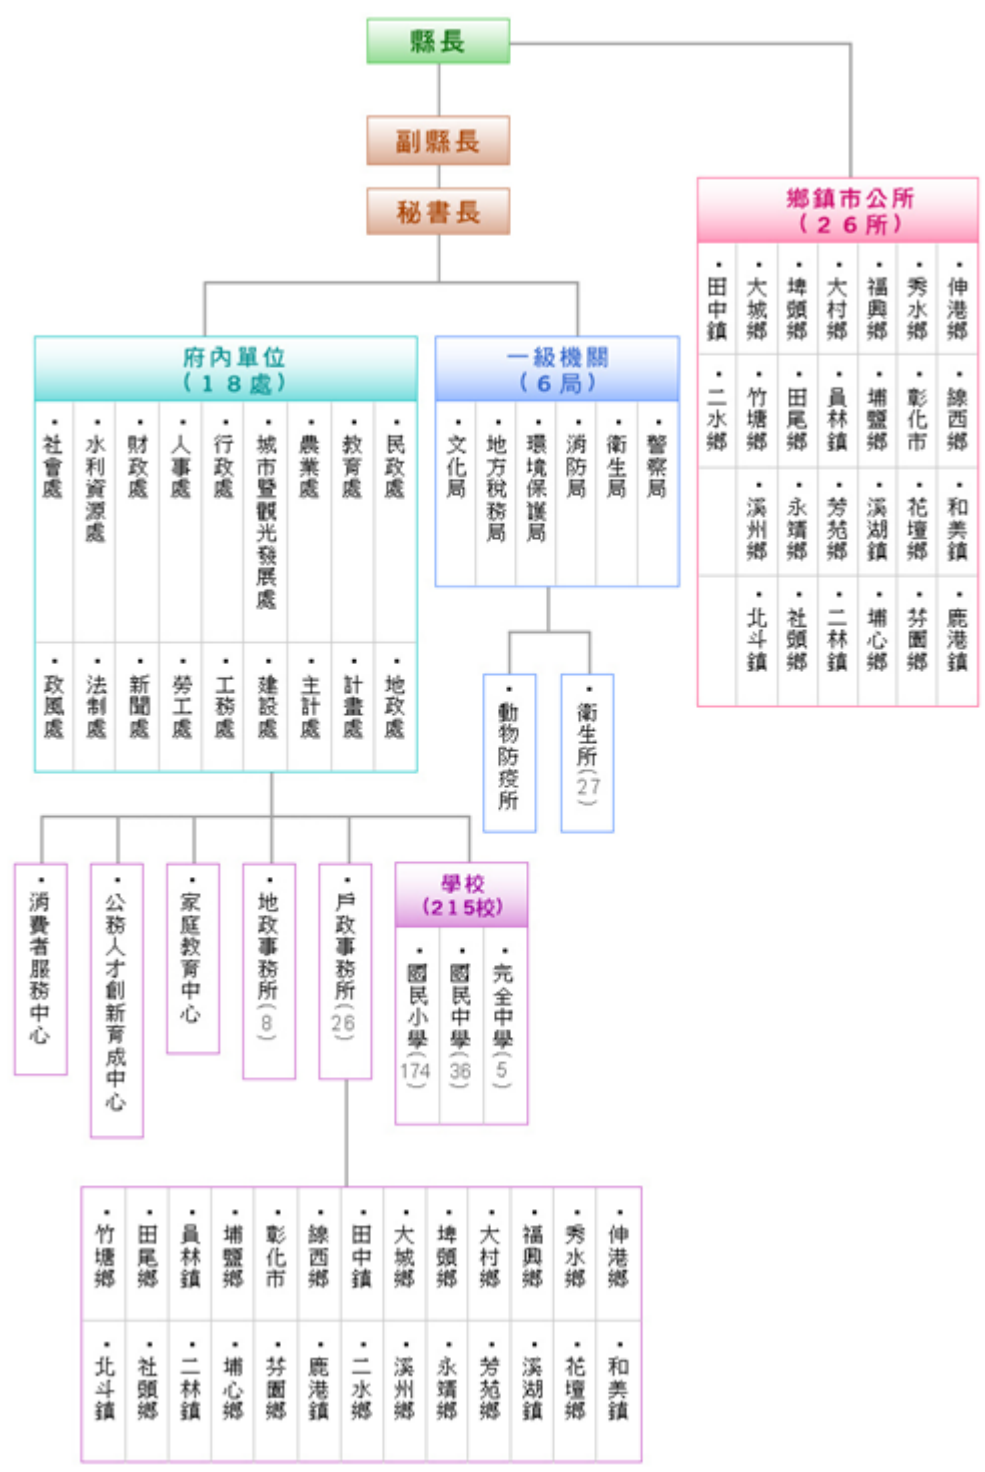 縣長
副縣長
秘書長
鄉鎮市公所
(26所)
・伸港鄉
・秀水鄉
・福興鄉
・大村鄉
・埤頭鄉
・大城鄉
・田中鎮
・線西鄉
・彰化市
・埔鹽鄉
・員林鎮
・田尾鄉
・竹塘鄉
・二水鄉
・和美鎮
・花壇鄉
・溪湖鎮
・芳苑鄉
・永靖鄉
・溪州鄉
・鹿港鎮
・芬園鄉
・埔心鄉
・二林鎮
・社頭鄉
・北斗鎮
府內單位
(18處)
・民政處
・教育處
・農業處
・城市暨觀光發展處
・行政處
・人事處
・財政處
・水利資源處
・社會處
・地政處
・計畫處
・主計處
・建設處
・工務處
・勞工處
・新聞處
・法制處
・政風處
一級機關
(6局)
・警察局
・衛生局
・消防局
・環境保護局
・地方稅務局
・文化局
・衛生所(27)
・動物防疫所
學校
(215校)
・完全中學(5)
・國民中學(36)
・國民小學(174)
・戶政事務所(26)
・地政事務所(8)
・家庭教育中心
・公務人才創新育成中心
・消費者服務中心
・伸港鄉
・秀水鄉
・福興鄉
・大村鄉
・埤頭鄉
・大城鄉
・田中鎮
・線西鄉
・彰化市
・埔鹽鄉
・員林鎮
・田尾鄉
・竹塘鄉
・和美鎮
・花壇鄉
・溪湖鎮
・芳苑鄉
・永靖鄉
・溪州鄉
・二水鄉
・鹿港鎮
・芬園鄉
・埔心鄉
・二林鎮
・社頭鄉
・北斗鎮